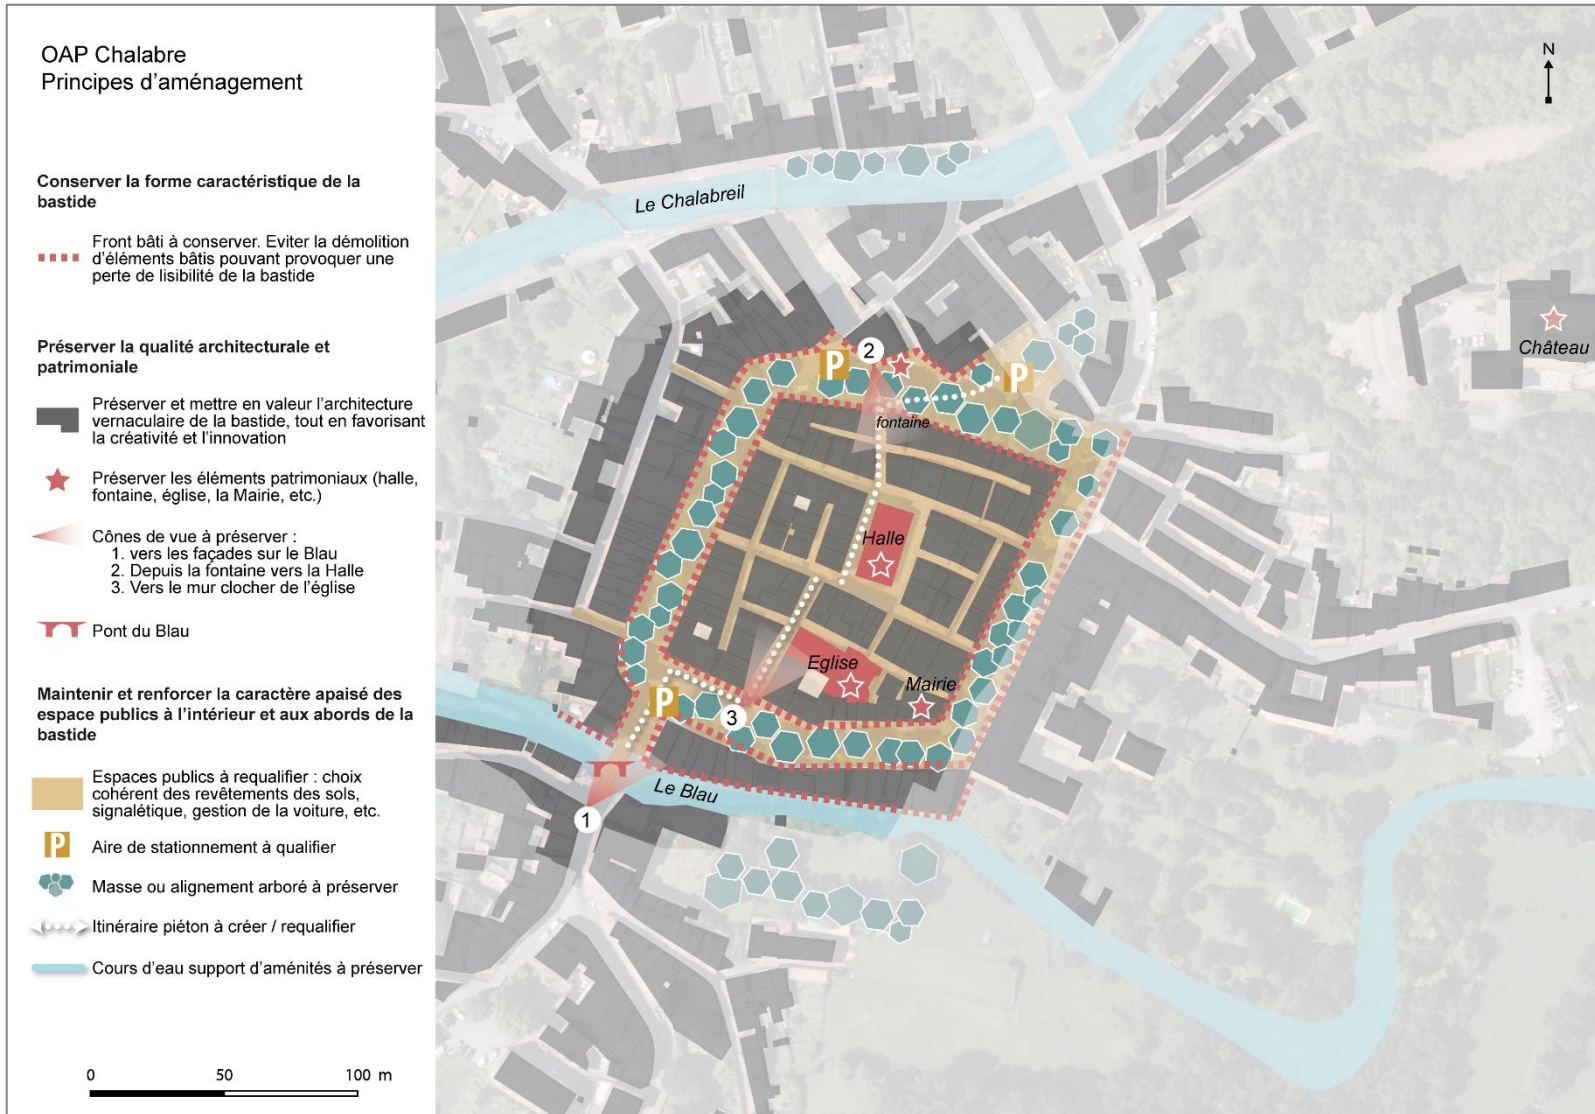 OAP Chalabre
Principes d'aménagement
Conserver la forme caractéristique de la
bastide
Front bâti à conserver. Eviter la démolition
d'éléments bâtis pouvant provoquer une
perte de lisibilité de la bastide
Préserver la qualité architecturale et
patrimoniale
Préserver et mettre en valeur l'architecture
vernaculaire de la bastide, tout en favorisant
la créativité et l'innovation
Préserver les éléments patrimoniaux (halle,
fontaine, église, la Mairie, etc.)
Cônes de vue à préserver :
1. vers les façades sur le Blau
2. Depuis la fontaine vers la Halle
3. Vers le mur clocher de l'église
Pont du Blau
Maintenir et renforcer la caractère apaisé des
espace publics à l'intérieur et aux abords de la
bastide
Espaces publics à requalifier : choix
cohérent des revêtements des sols,
signalétique, gestion de la voiture, etc.
P
Aire de stationnement à qualifier
Masse ou alignement arboré à préserver
Itinéraire piéton à créer / requalifier
Cours d'eau support d'aménités à préserver
0 50 100 m
N
Le Chalabreil
Château
2
P
P
fontaine
Halle
Eglise
Mairie
P
3
Le Blau
1